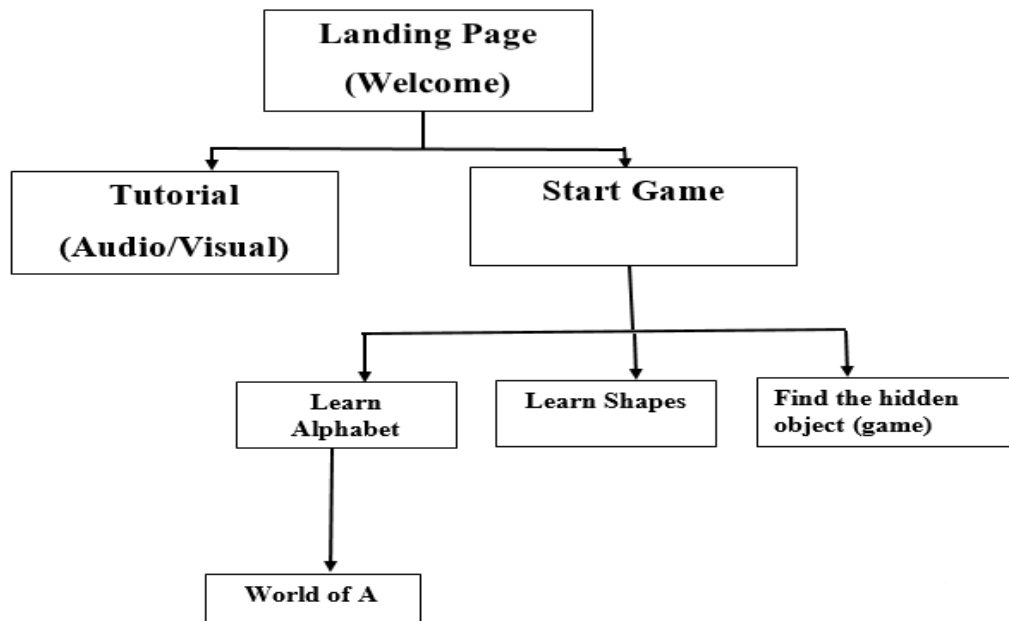 Landing Page
(Welcome)
Tutorial
(Audio/Visual)
Start Game
Learn
Alphabet
Learn Shapes
Find the hidden
object (game)
World of A